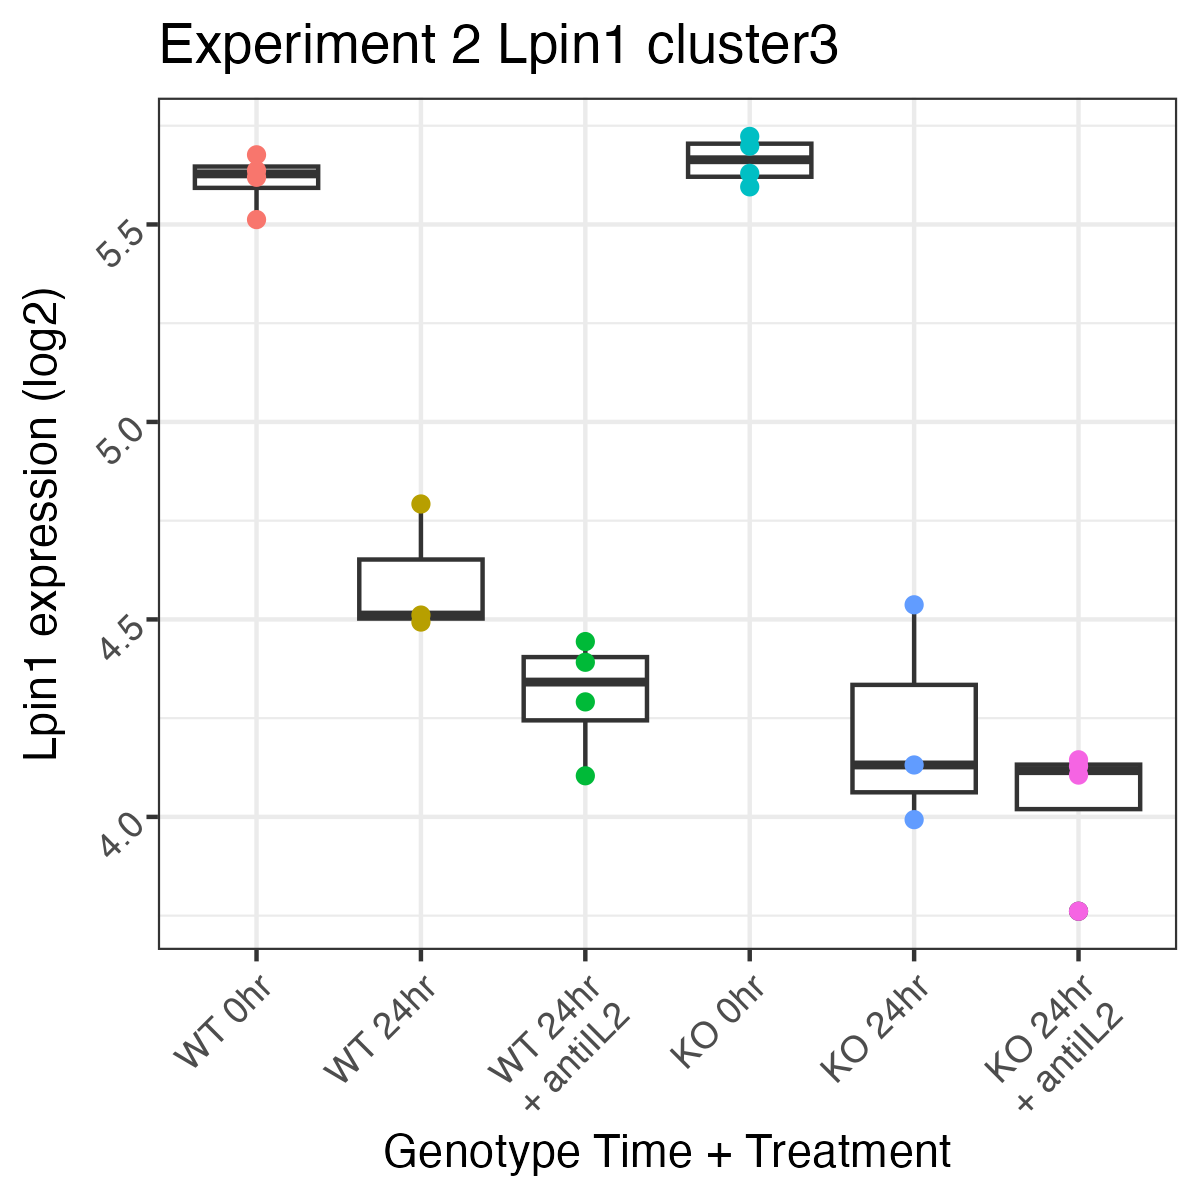 Experiment 2 Lpin1 cluster3
Lpin1 expression (log2)
5.5
5.0
4.5
4.0
WT 0hr
WT 24hr
WT 24hr
+ antiIL2
KO 0hr
KO 24hr
KO 24hr
+ antiIL2
Genotype Time + Treatment